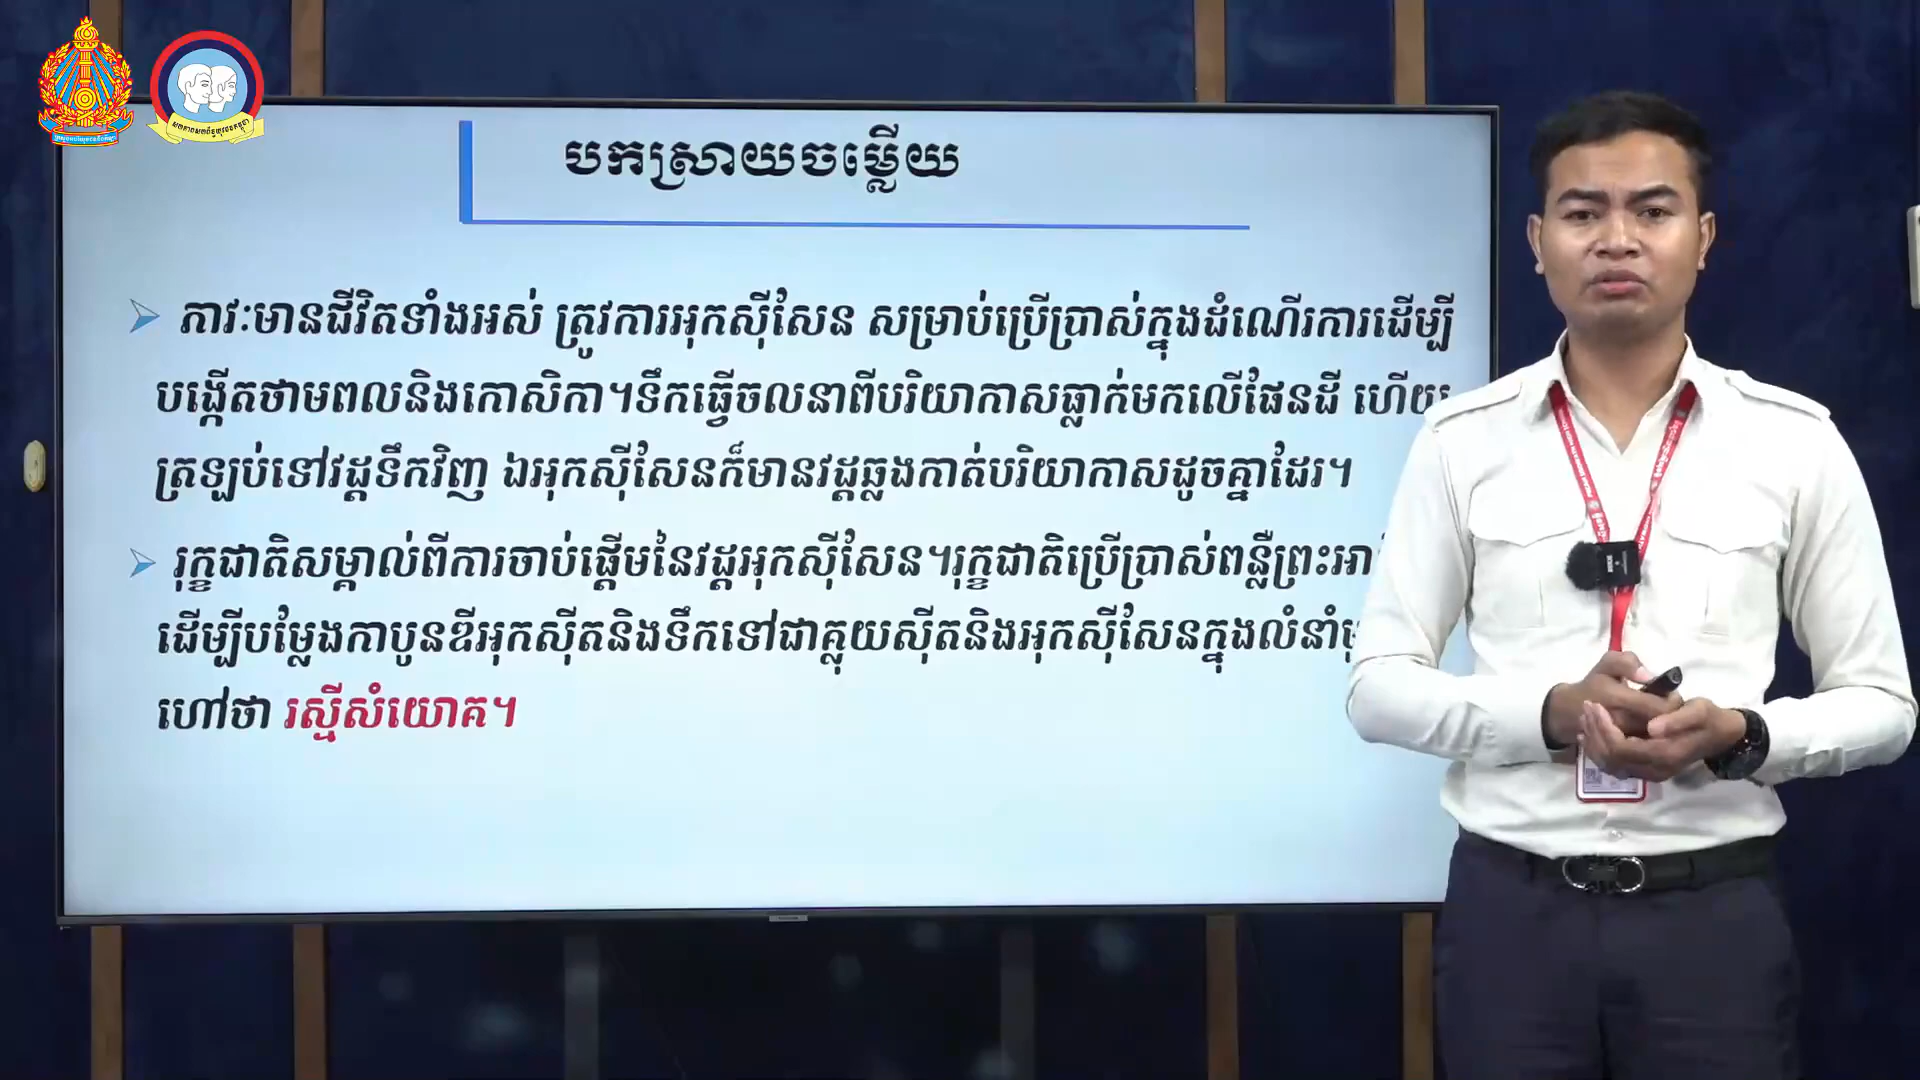 បកស្រាយចម្លើយ
ភាវៈមានជីវិតទាំងអស់ ត្រូវការអុកស៊ីសែន សម្រាប់ប្រើប្រាស់ក្នុងដំណើរការដើម្បី
បង្កើតថាមពលនិងកោសិកា។ទឹកធ្វើចលនាពីបរិយាកាសធ្លាក់មកលើផែនដី ហើយ
ត្រឡប់ទៅវដ្តទឹកវិញ ឯអុកស៊ីសែនក៏មានវដ្តឆ្លងកាត់បរិយាកាសដូចគ្នាដែរ។
រុក្ខជាតិសម្គាល់ពីការចាប់ផ្តើមនៃវដ្តអុកស៊ីសែន។រុក្ខជាតិប្រើប្រាស់ពន្លឺព្រះអា
ដើម្បីបម្លែងកាបូនឌីអុកស៊ីតនិងទឹកទៅជាគ្លុយស៊ីតនិងអុកស៊ីសែនក្នុងលំនាំ
ហៅថា រស្មីសំយោគ។